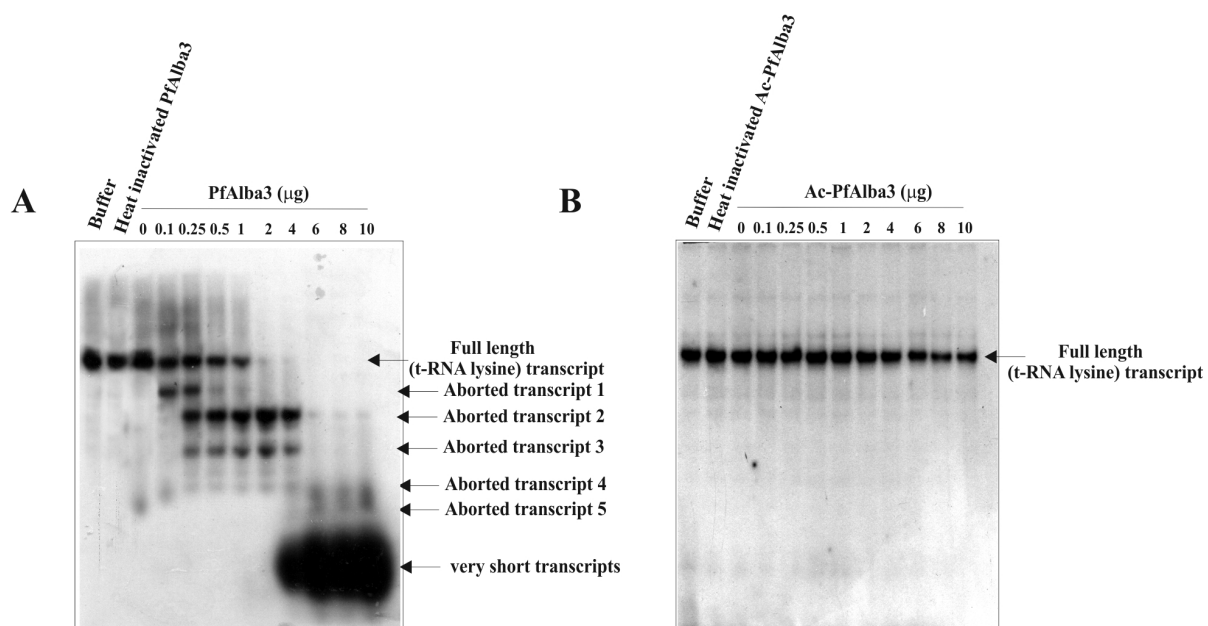 A
Buffer
Heat inactivated PfAlba3
PfAlba3 (µg)
0 0.1 0.25 0.5 1 2 4 6 8 10
Full length
(t-RNA lysine) transcript
Aborted transcript 1
Aborted transcript 2
Aborted transcript 3
Aborted transcript 4
Aborted transcript 5
very short transcripts
B
Buffer
Heat inactivated Ac-PfAlba3
Ac-PfAlba3 (µg)
0 0.1 0.25 0.5 1 2 4 6 8 10
Full length
(t-RNA lysine) transcript